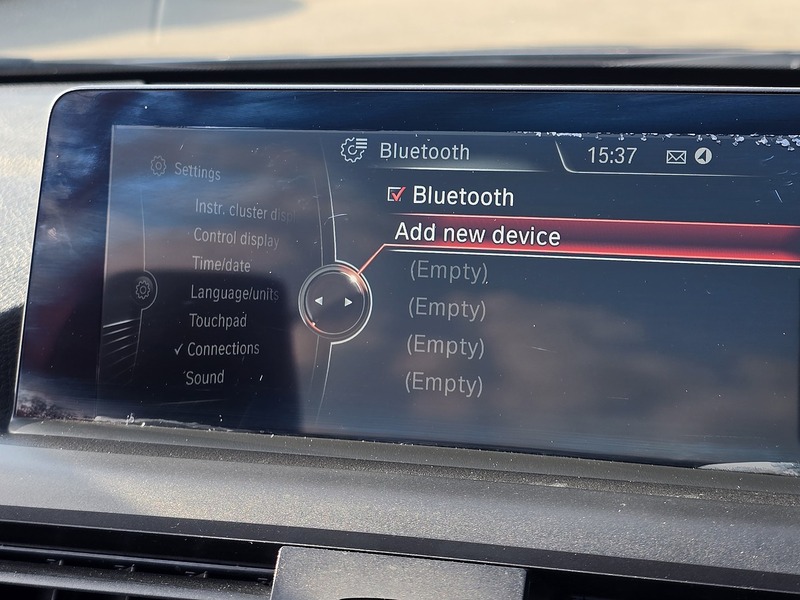 Settings
Instr. cluster disp
Control display
Time/date
Language/units
Touchpad
Connections
Sound
Bluetooth
15:37
Bluetooth
Add new device
(Empty)
(Empty)
(Empty)
(Empty)